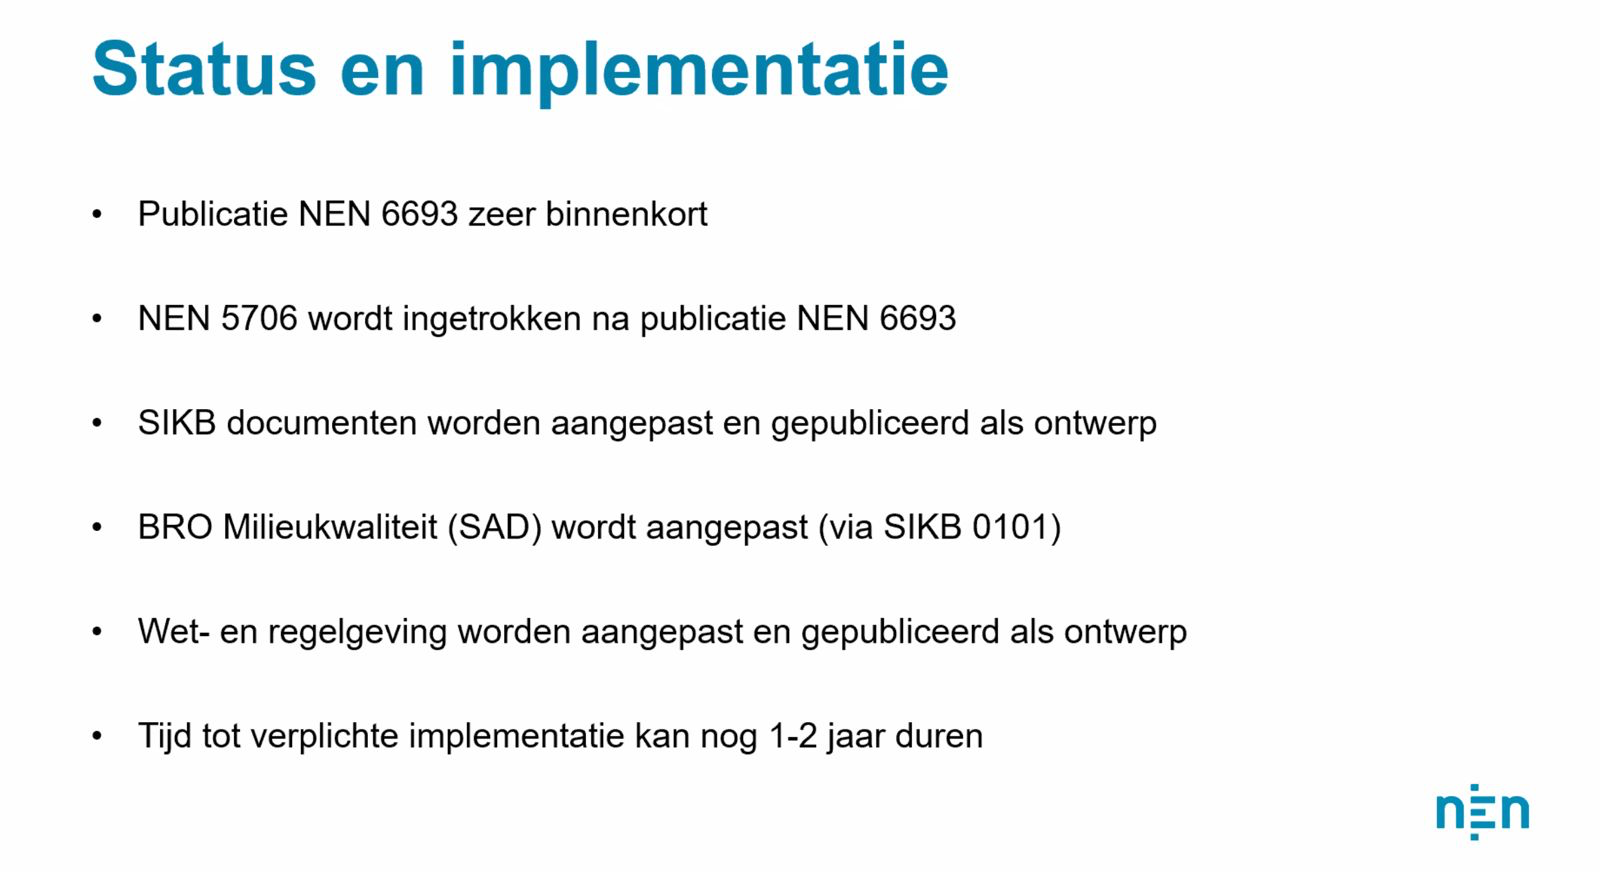 Status en implementatie
• Publicatie NEN 6693 zeer binnenkort
• NEN 5706 wordt ingetrokken na publicatie NEN 6693
• SIKB documenten worden aangepast en gepubliceerd als ontwerp
• BRO Milieukwaliteit (SAD) wordt aangepast (via SIKB 0101)
• Wet- en regelgeving worden aangepast en gepubliceerd als ontwerp
• Tijd tot verplichte implementatie kan nog 1-2 jaar duren
nEn